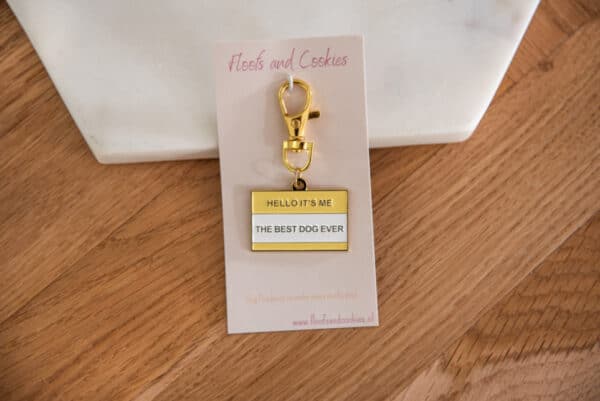 Floofs and Cookies
HELLO IT'S ME
THE BEST DOG EVER
www.floofsandcookies.nl